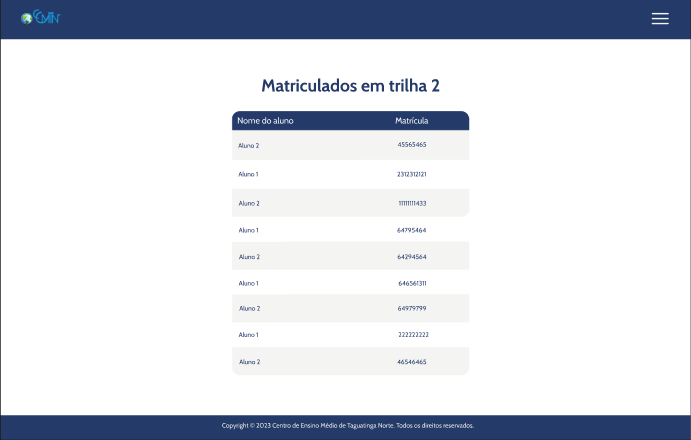 CEMTN
Matriculados em trilha 2
Nome do aluno Matrícula
Aluno 2 45565465
Aluno 1 2312312121
Aluno 2 11111111433
Aluno 1 64795464
Aluno 2 64294564
Aluno 1 646561311
Aluno 2 64979799
Aluno 1 222222222
Aluno 2 46546465
Copyright © 2023 Centro de Ensino Médio de Taguatinga Norte. Todos os direitos reservados.